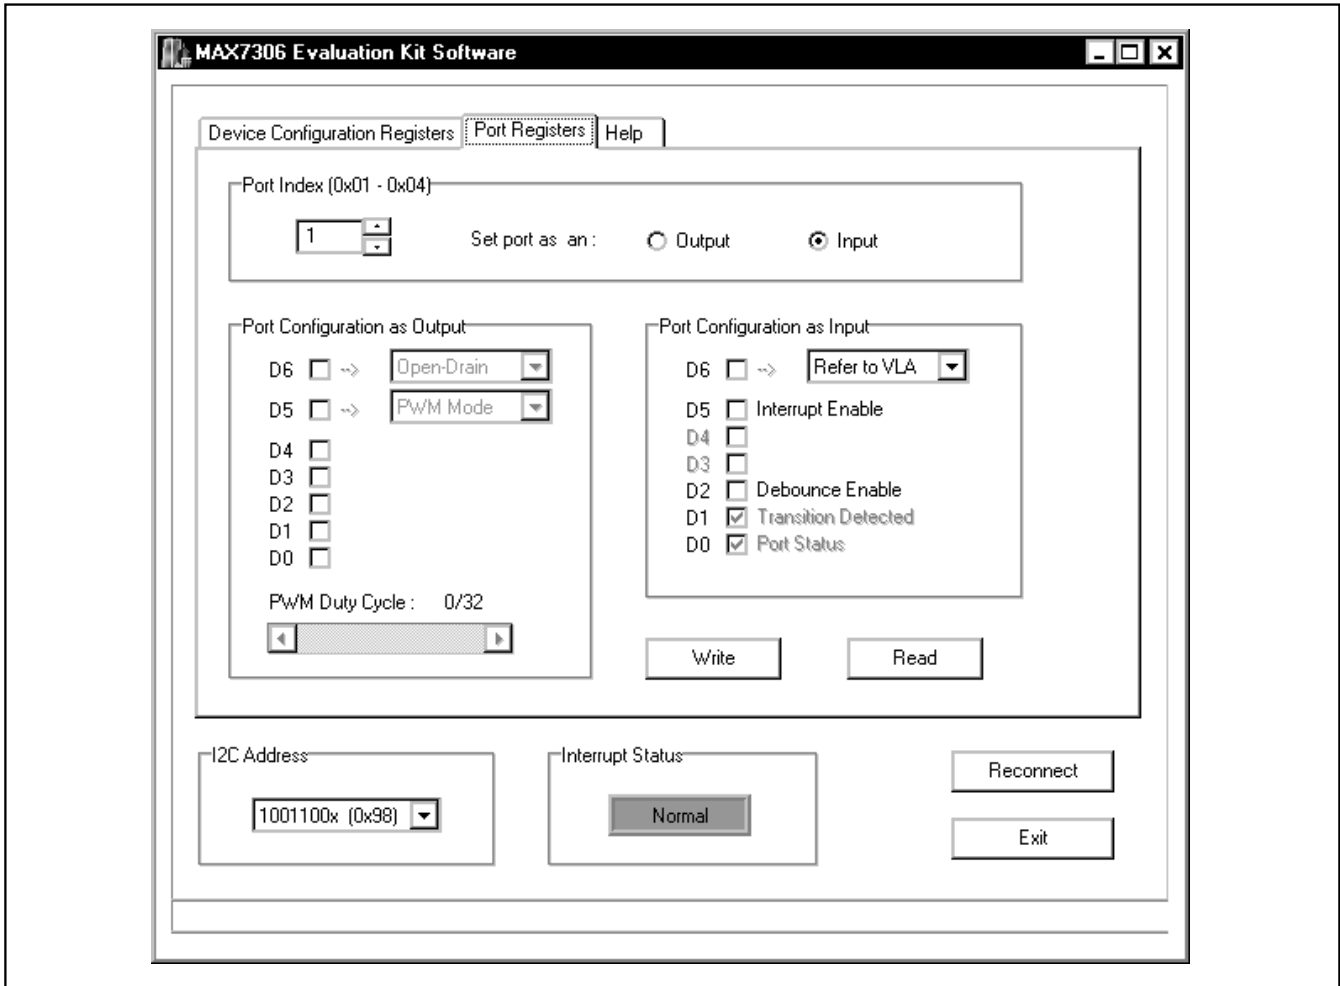 MAX7306 Evaluation Kit Software
Device Configuration Registers Port Registers Help
Port Index (0x01 - 0x04)
1 Set port as an : Output Input
Port Configuration as Output
D6 --> Open-Drain
D5 --> PWM Mode
D4
D3
D2
D1
D0
PWM Duty Cycle : 0/32
Port Configuration as Input
D6 --> Refer to VLA
D5 Interrupt Enable
D4
D3
D2 Debounce Enable
D1 Transition Detected
D0 Port Status
Write Read
I2C Address
1001100x (0x98)
Interrupt Status
Normal
Reconnect
Exit